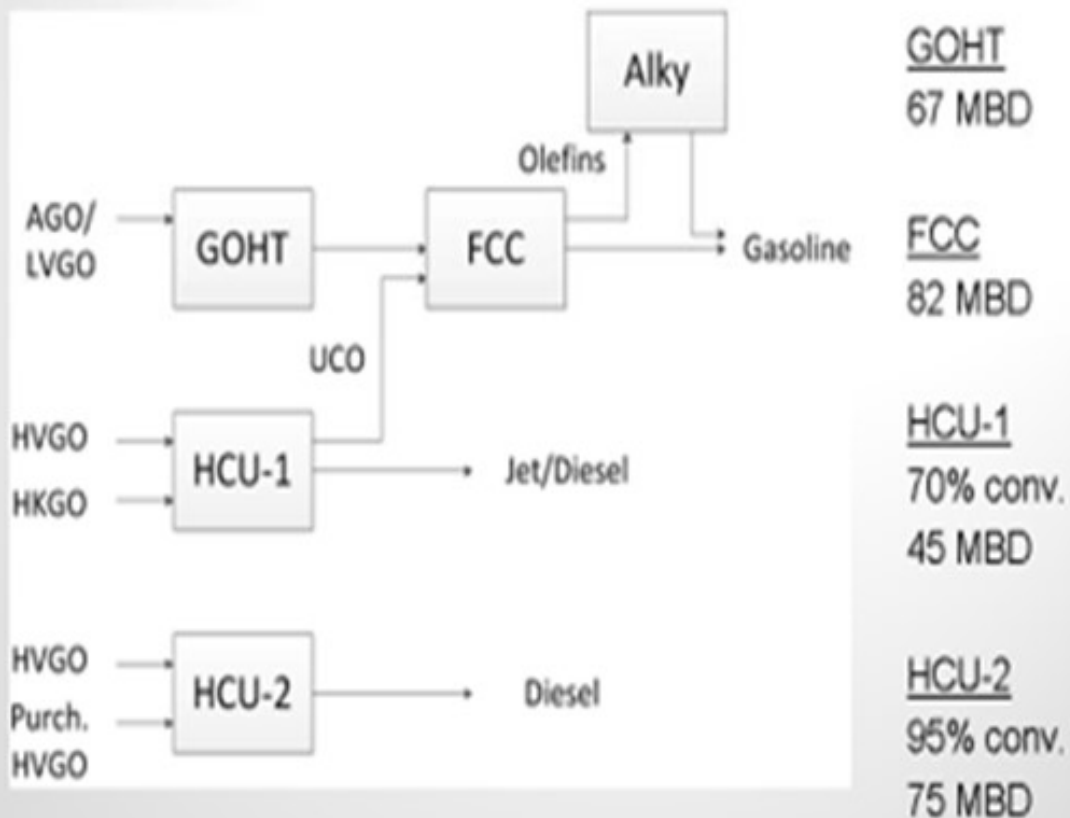 Alky
Olefins
AGO/
LVGO
GOHT
FCC
Gasoline
UCO
HVGO
HKGO
HCU-1
Jet/Diesel
HVGO
Purch.
HVGO
HCU-2
Diesel
GOHT
67 MBD
FCC
82 MBD
HCU-1
70% conv.
45 MBD
HCU-2
95% conv.
75 MBD